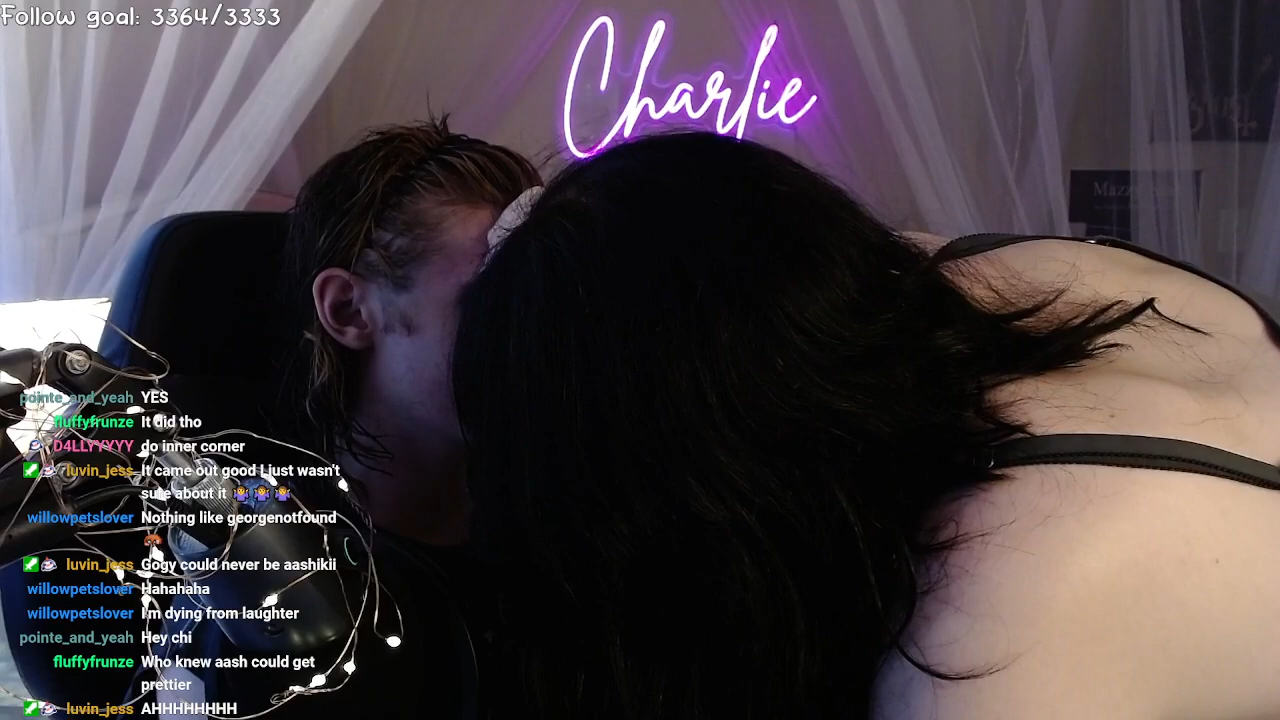 Follow goal: 3364/3333
Charlie
Mazzy
pointe_and_yeah YES
fluffyfrunze It did tho
D4LLYYYYY do inner corner
luvin_jess It came out good I just wasn't
sure about it
willowpetslover Nothing like georgenotfound
luvin_jess Gogy could never be aashikii
willowpetslover Hahahaha
willowpetslover I'm dying from laughter
pointe_and_yeah Hey chi
fluffyfrunze Who knew aash could get
prettier
luvin_jess AHHHHHHHH